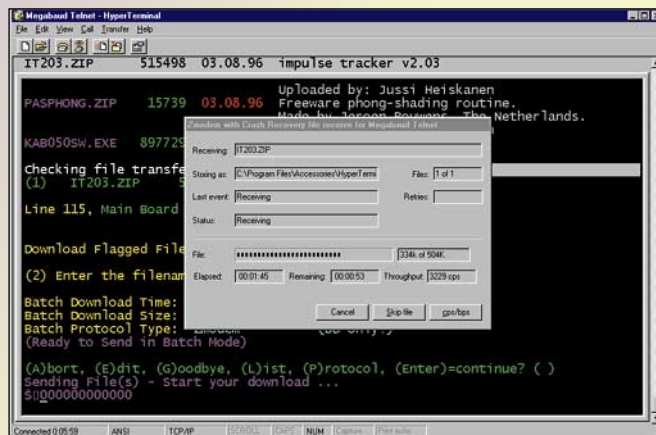 Megabaud Telnet - HyperTerminal
File Edit View Call Transfer Help
IT203.ZIP 515498 03.08.96 impulse tracker v2.03
Uploaded by: Jussi Heiskanen
PASPHONG.ZIP 15739 03.08.96 Freeware phong-shading routine.
Made by Jeroen Bouwens, The Netherlands.
KAB050SW.EXE 897729
Zmodem with Crash Recovery file receive for Megabaud Telnet
Receiving: IT203.ZIP
Storing as: C:\Program Files\Accessories\HyperTermi Files: 1 of 1
Last event: Receiving Retries:
Status: Receiving
File: 334k of 504K
Elapsed: 00:01:45 Remaining: 00:00:53 Throughput: 3229 cps
Cancel Skip file cps/bps
Checking file transfe
(1) IT203.ZIP 5
Line 115, Main Board
Download Flagged File
(2) Enter the filenam
Batch Download Time:
Batch Download Size:
Batch Protocol Type:
(Ready to Send in Batch Mode)
(A)bort, (E)dit, (G)oodbye, (L)ist, (P)rotocol, (Enter)=continue? ( )
Sending File(s) - Start your download ...
Connected 0:05:59 ANSI TCP/IP SCROLL CAPS NUM Capture Print echo